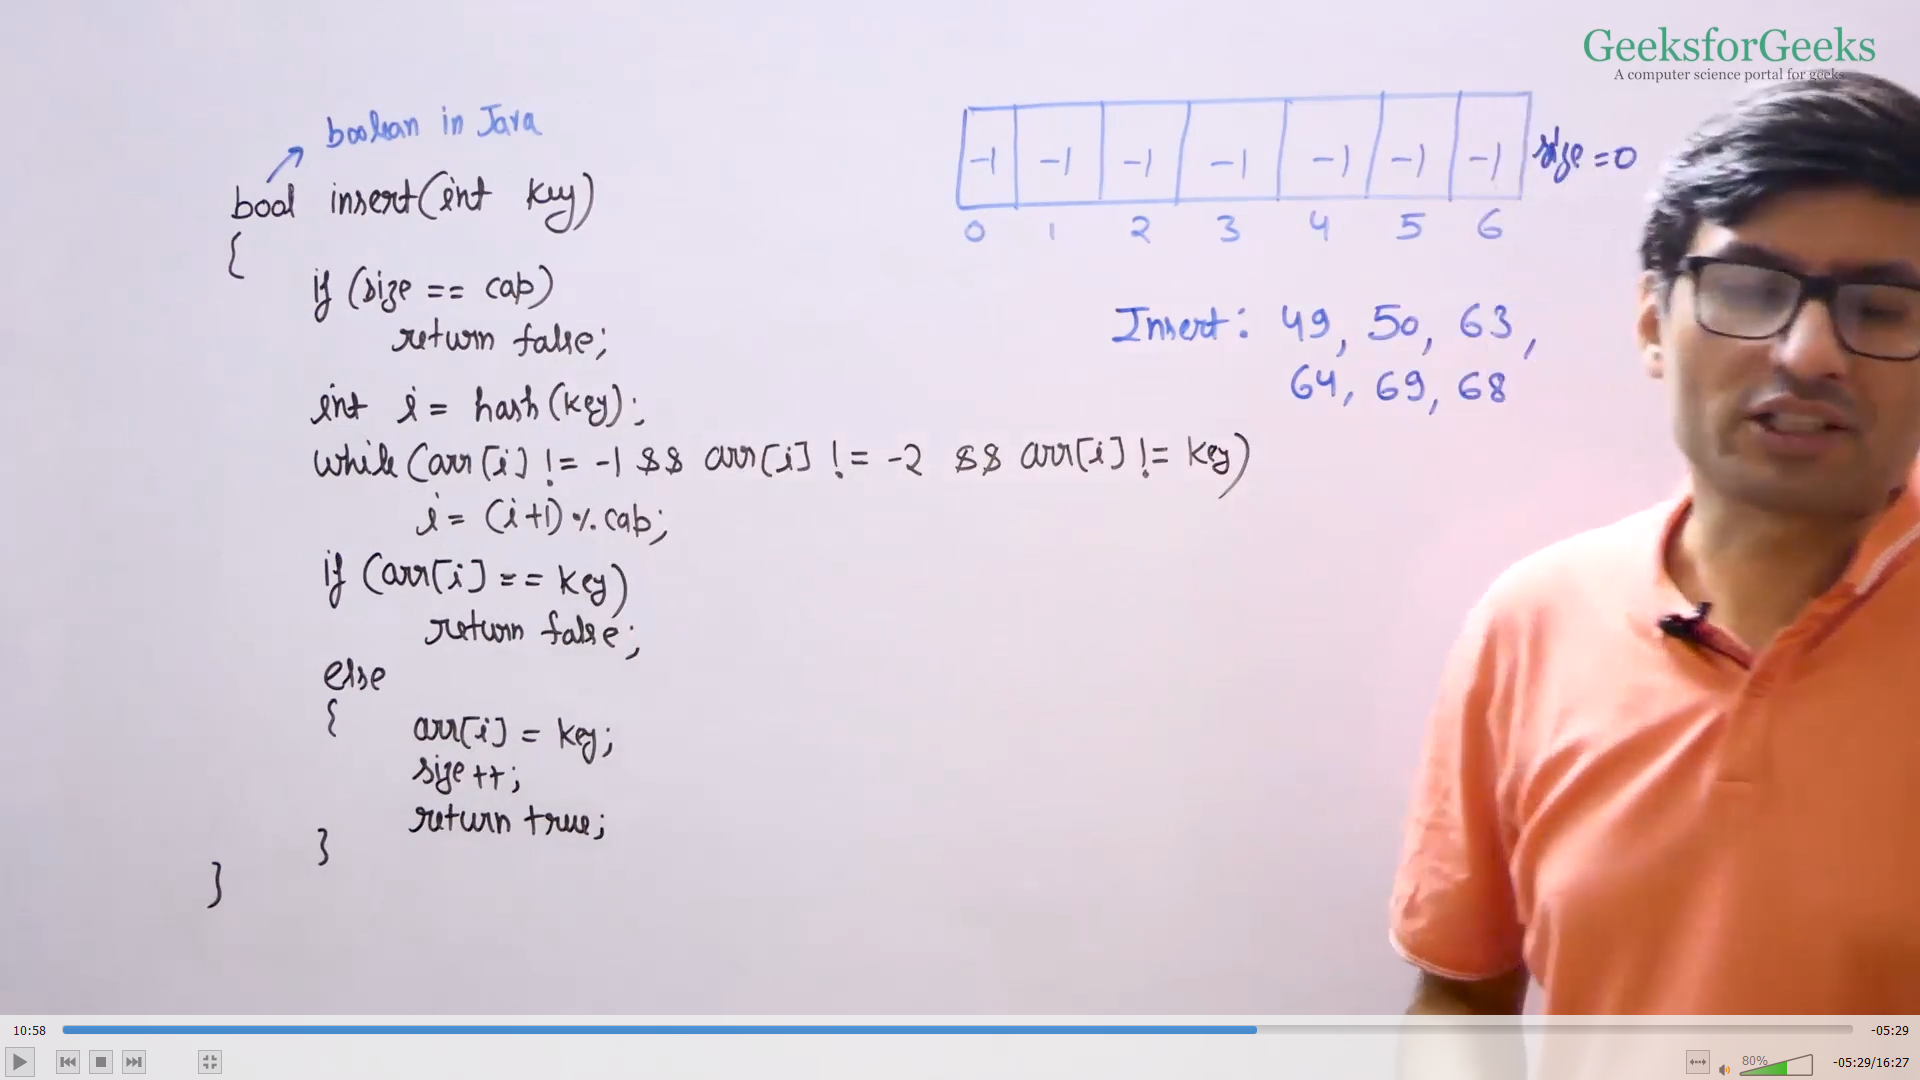 GeeksforGeeks
A computer science portal for geeks
boolean in Java
bool insert(int key)
{
if (size == cap)
return false;
int i = hash(key);
while (arr[i] != -1 && arr[i] != -2 && arr[i] != key)
i = (i+1) % cap;
if (arr[i] == key)
return false;
else
{
arr[i] = key;
size ++;
return true;
}
}
-1 -1 -1 -1 -1 -1 -1 size = 0
0 1 2 3 4 5 6
Insert: 49, 50, 63,
64, 69, 68
10:58 -05:29
80% -05:29/16:27